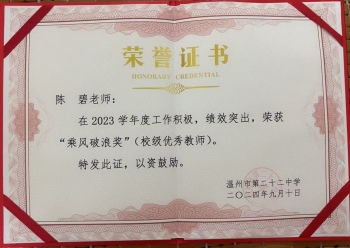 荣誉证书
HONORARY CREDENTIAL
陈 碧老师：
在2023学年度工作积极，绩效突出，荣获
“乘风破浪奖”（校级优秀教师）。
特发此证，以资鼓励。
温州市第二十二中学
二〇二四年九月十日